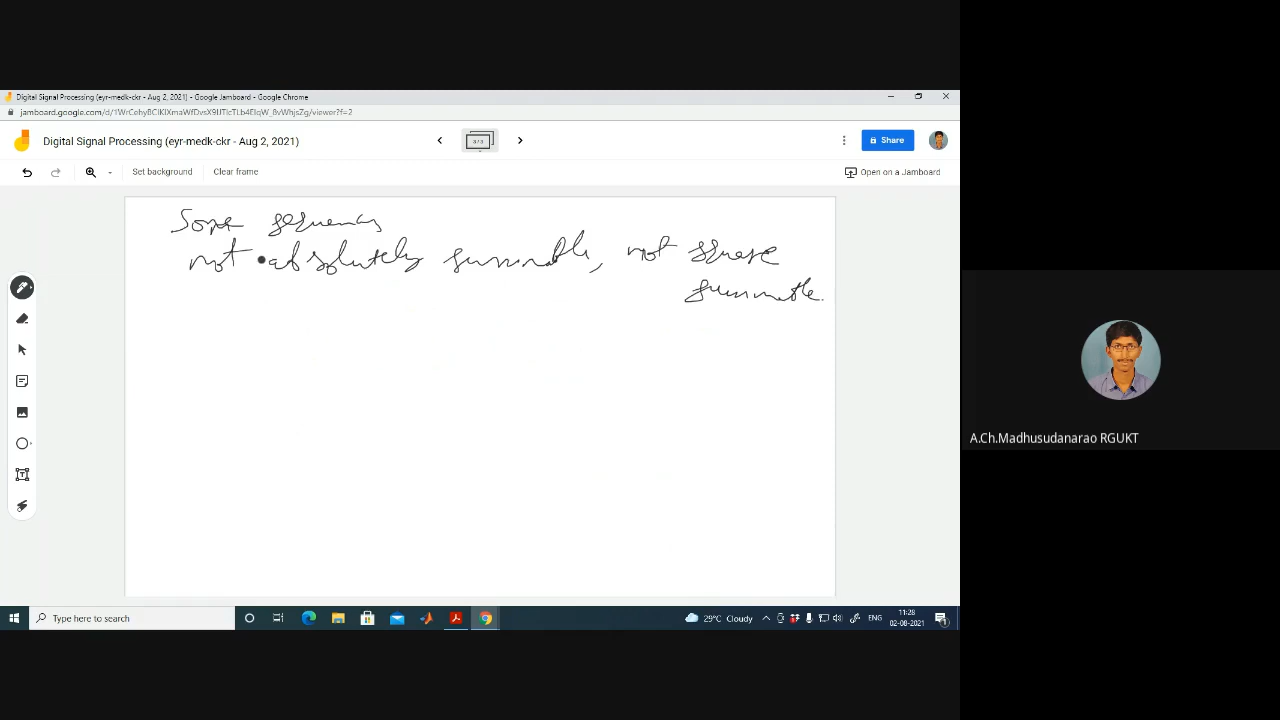 Digital Signal Processing (eyr-medk-ckr - Aug 2, 2021) - Google Jamboard - Google Chrome
Digital Signal Processing (eyr-medk-ckr - Aug 2, 2021)
3 / 3
Share
Set background
Clear frame
Open on a Jamboard
Some sequences
not absolutely summable, not square
summable.
A.Ch.Madhusudanarao RGUKT
Type here to search
29°C Cloudy
ENG
11:28
02-08-2021